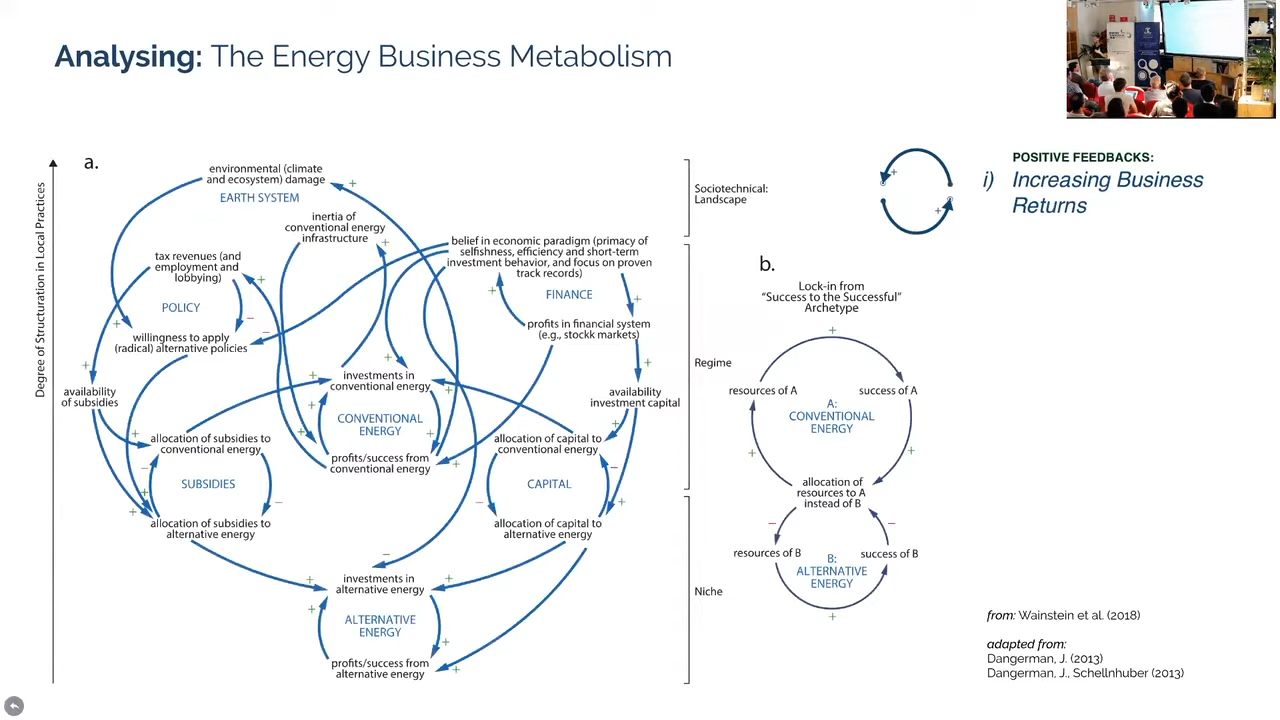 Analysing: The Energy Business Metabolism
a.
Degree of Structuration in Local Practices
environmental (climate
and ecosystem) damage
EARTH SYSTEM
inertia of
conventional energy
infrastructure
tax revenues (and
employment and
lobbying)
POLICY
willingness to apply
(radical) alternative policies
belief in economic paradigm (primacy of
selfishness, efficiency and short-term
investment behavior, and focus on proven
track records)
FINANCE
profits in financial system
(e.g., stockk markets)
availability
of subsidies
investments in
conventional energy
CONVENTIONAL
ENERGY
profits/success from
conventional energy
availability
investment capital
allocation of subsidies to
conventional energy
SUBSIDIES
allocation of subsidies to
alternative energy
allocation of capital to
conventional energy
CAPITAL
allocation of capital to
alternative energy
investments in
alternative energy
ALTERNATIVE
ENERGY
profits/success from
alternative energy
Sociotechnical:
Landscape
Regime
Niche
b.
Lock-in from
“Success to the Successful”
Archetype
+
resources of A
success of A
A:
CONVENTIONAL
ENERGY
+
+
allocation of
resources to A
instead of B
−
−
resources of B
success of B
B:
ALTERNATIVE
ENERGY
+
POSITIVE FEEDBACKS:
i) Increasing Business
Returns
from: Wainstein et al. (2018)
adapted from:
Dangerman, J. (2013)
Dangerman, J., Schellnhuber (2013)